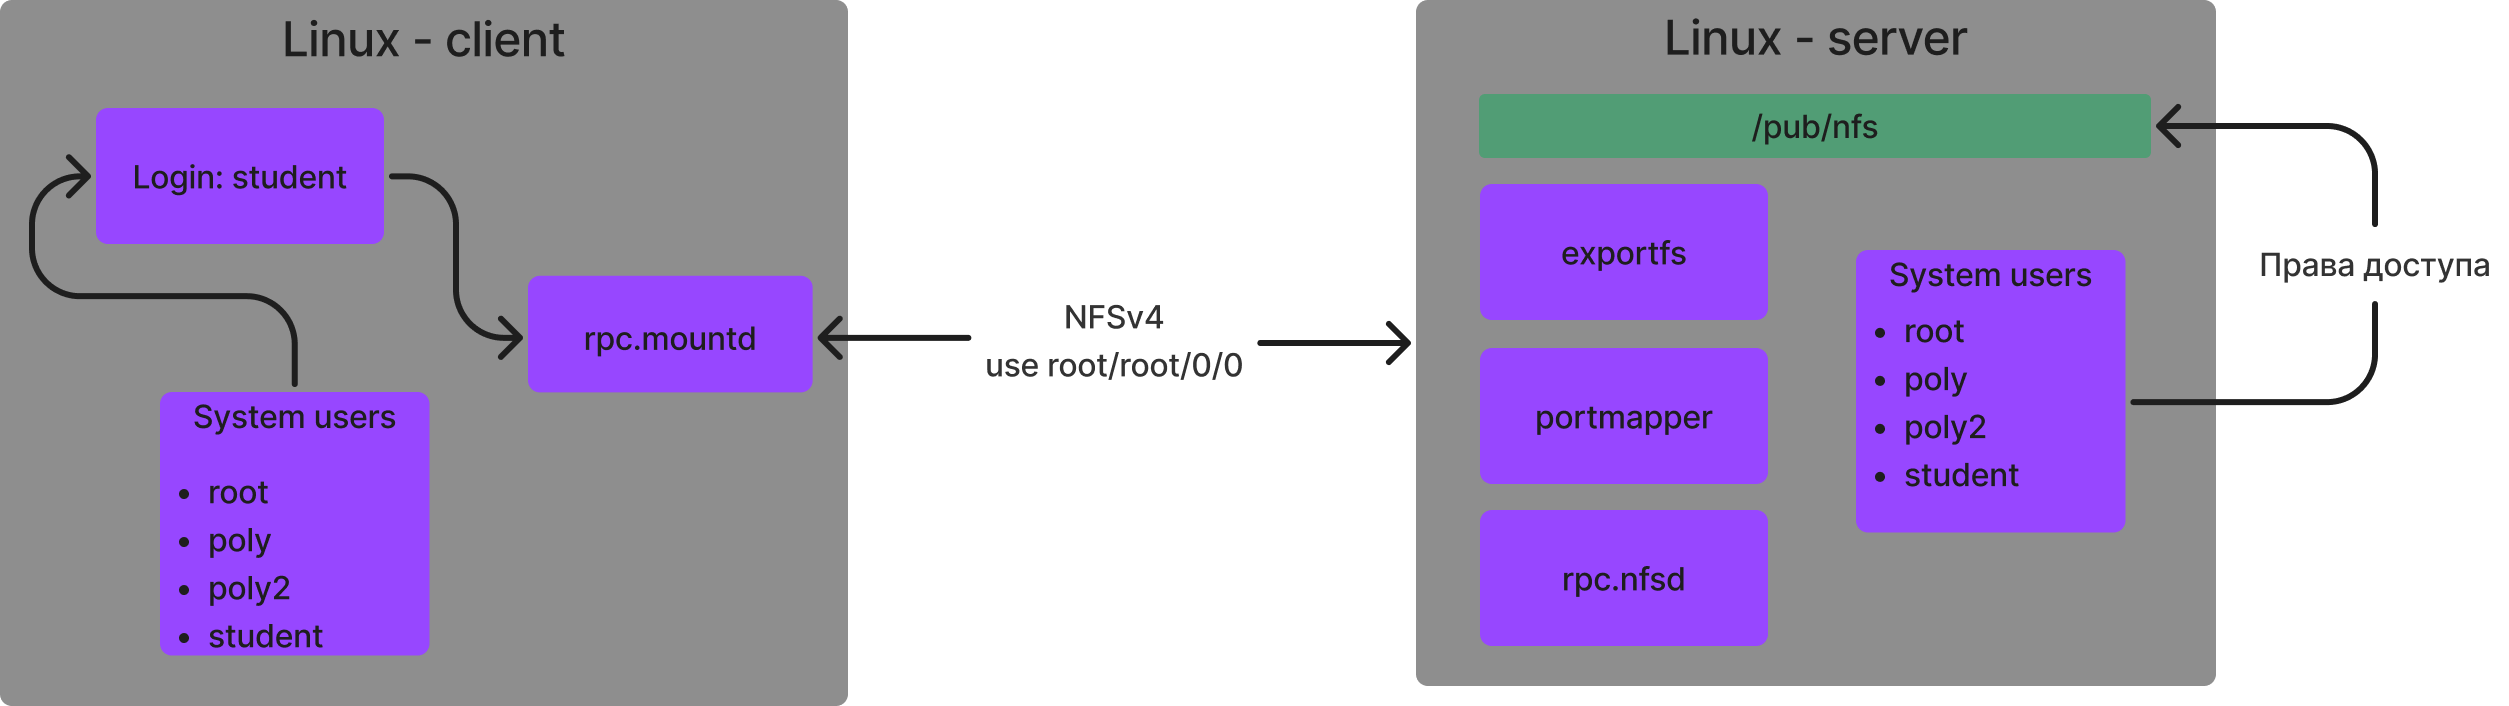 Linux - client
Login: student
rpc.mound
System users
root
poly
poly2
student
NFSv4
use root/root/0/0
Linux - server
/pub/nfs
exportfs
portmapper
rpc.nfsd
System users
root
poly
poly2
student
Права доступа